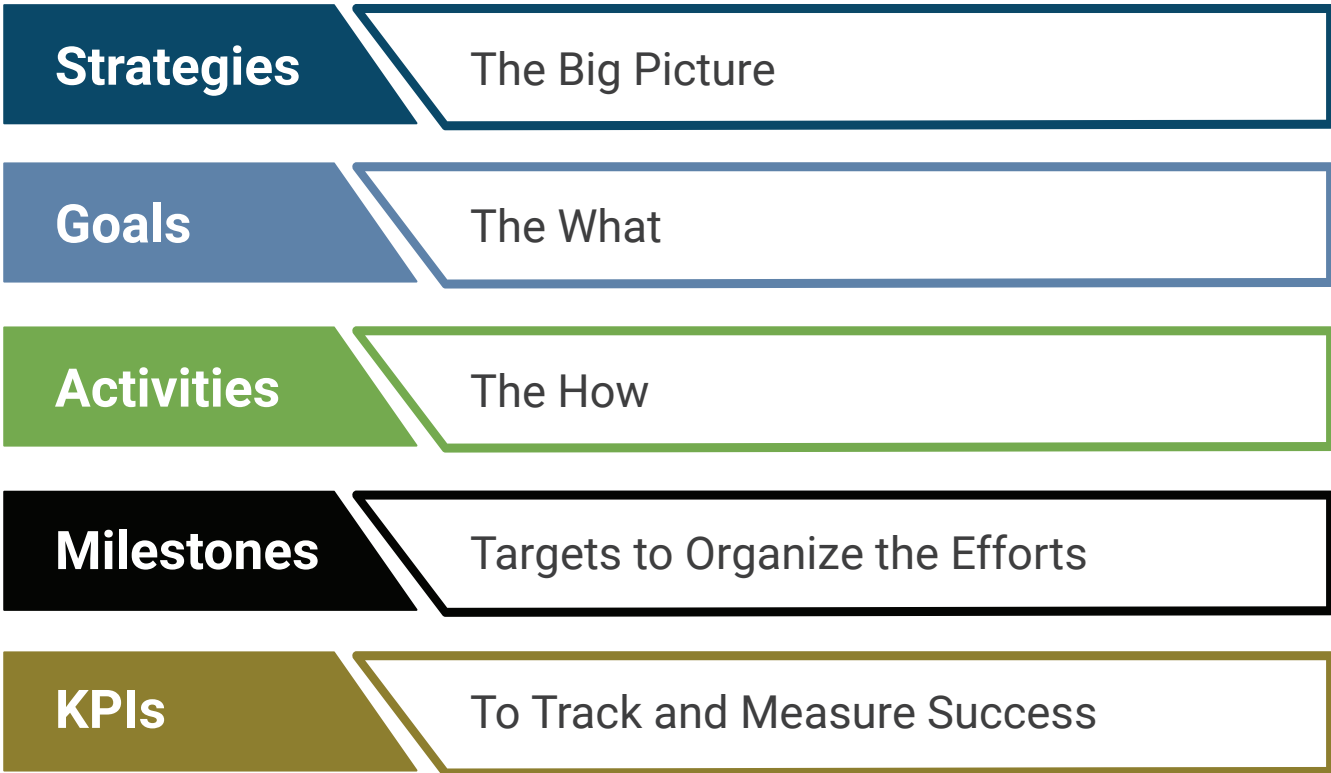 Strategies
The Big Picture
Goals
The What
Activities
The How
Milestones
Targets to Organize the Efforts
KPIs
To Track and Measure Success